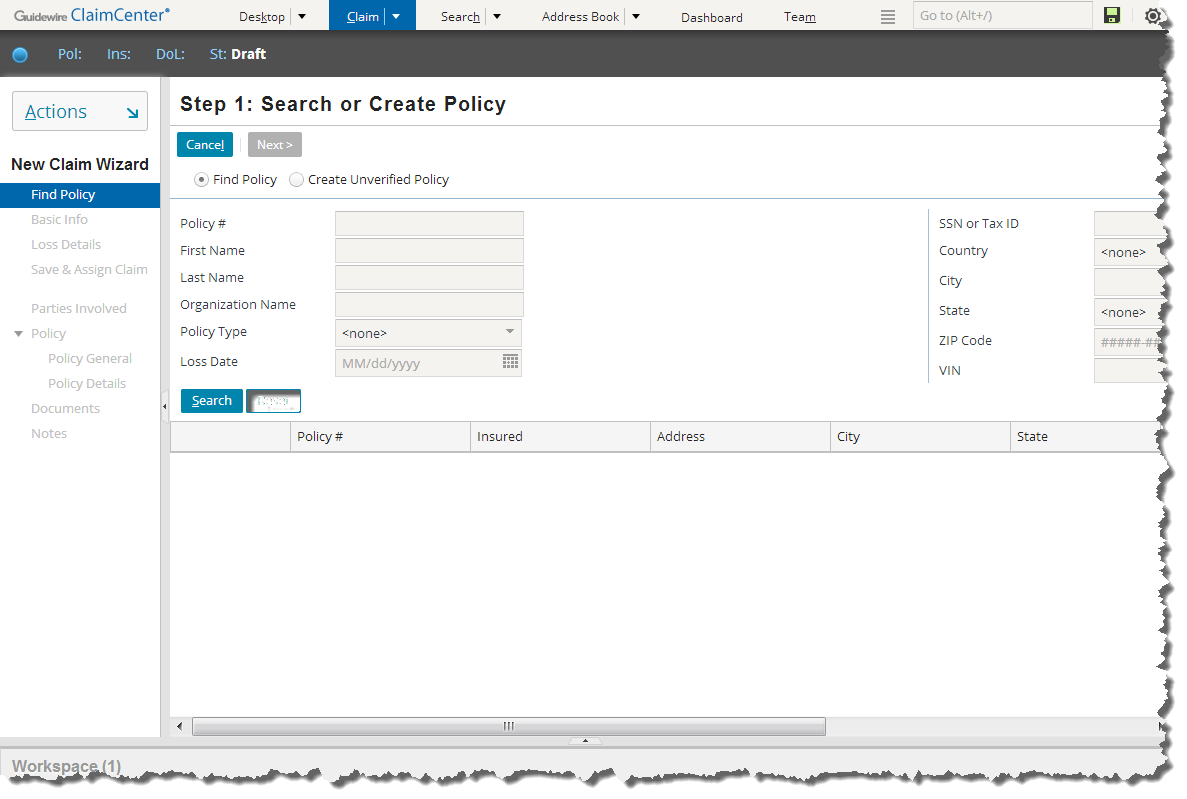 Guidewire ClaimCenter® Desktop Claim Search Address Book Dashboard Team Go to (Alt+/)
Pol: Ins: DoL: St: Draft
Actions
New Claim Wizard
Find Policy
Basic Info
Loss Details
Save & Assign Claim
Parties Involved
Policy
Policy General
Policy Details
Documents
Notes
Step 1: Search or Create Policy
Cancel Next >
Find Policy Create Unverified Policy
Policy #
First Name
Last Name
Organization Name
Policy Type <none>
Loss Date MM/dd/yyyy
SSN or Tax ID
Country <none>
City
State <none>
ZIP Code #####-##
VIN
Search
Policy # Insured Address City State
Workspace (1)